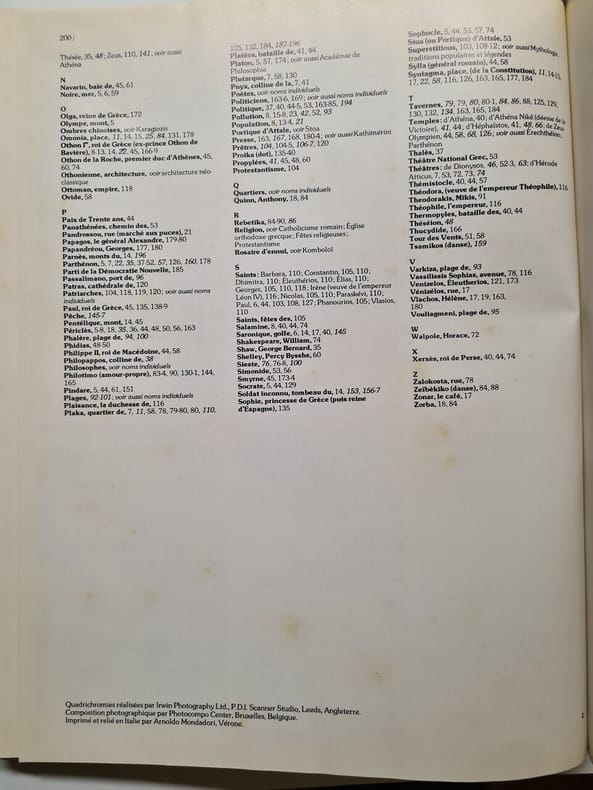 200 /
Thésée, 35, 48 ; Zeus, 110, 141 ; voir aussi
Athéna
N
Navarin, baie de, 45, 61
Noire, mer, 5, 6, 59
O
Olga, reine de Grèce, 172
Olympe, mont, 5
Ombres chinoises, voir Karagiozis
Omonia, place de, 11, 14, 15, 25, 84, 131, 178
Othon Iᵉʳ, roi de Grèce (ex-prince Othon de
Bavière), 8-13, 14, 22, 45, 166-9
Othon de la Roche, premier duc d'Athènes, 45,
60, 74
Othonienne, architecture, voir architecture néo-
classique
Ottoman, empire, 118
Ovide, 58
P
Paix de Trente ans, 44
Panathénées, chemin des, 53
Pandrossou, rue (marché aux puces), 21
Papagos, le général Alexandre, 179-80
Papandréou, Georges, 177, 180
Parnès, monts du, 14, 196
Parthénon, 5, 7, 22, 35, 37-52, 57, 126, 160, 178
Parti de la Démocratie Nouvelle, 185
Passalimano, port de, 96
Patras, cathédrale de, 120
Patriarches, 104, 118, 119, 120 ; voir aussi noms
individuels
Paul, roi de Grèce, 45, 135, 138-9
Pêche, 145-7
Pentélique, mont, 14, 45
Périclès, 5-8, 18, 35, 36, 44, 48, 50, 56, 163
Phalère, plage de, 94, 100
Phidias, 48-50
Philippe II, roi de Macédoine, 44, 58
Philopappos, colline de, 38
Philosophes, voir noms individuels
Philotimo (amour-propre), 83-4, 90, 130-1, 144,
165
Pindare, 5, 44, 61, 151
Plages, 92-101 ; voir aussi noms individuels
Plaisance, la duchesse de, 116
Plaka, quartier de, 7, 11, 58, 78, 79-80, 80, 110,
125, 132, 184, 187-196
Platées, bataille de, 41, 44
Platon, 5, 57, 174 ; voir aussi Académie de
Philosophie
Plutarque, 7, 58, 130
Pnyx, colline de la, 7, 41
Poètes, voir noms individuels
Politiciens, 163-6, 169 ; voir aussi noms individuels
Politique, 37, 40, 44-5, 53, 163-85, 194
Pollution, 8, 15-8, 23, 42, 52, 93
Population, 8, 13-4, 21
Portique d'Attale, voir Stoa
Presse, 163, 167, 168, 180-4 ; voir aussi Kathimérini
Prêtres, 104, 104-5, 106-7, 120
Proika (dot), 135-40
Propylées, 41, 45, 48, 60
Protestantisme, 104
Q
Quartiers, voir noms individuels
Quinn, Anthony, 18, 84
R
Rebetika, 84-90, 86
Religion, voir Catholicisme romain ; Église
orthodoxe grecque ; Fêtes religieuses ;
Protestantisme
Rosaire d'ennui, voir Komboloï
S
Saints : Barbara, 110 ; Constantin, 105, 110 ;
Dhimitra, 110 ; Éleuthérios, 110 ; Élias, 110 ;
Georges, 105, 110, 118 ; Irène (veuve de l'empereur
Léon IV), 116 ; Nicolas, 105, 110 ; Paraskévi, 110 ;
Paul, 6, 44, 103, 108, 127 ; Phanourios, 105 ; Vlasios,
110
Saints, fêtes des, 105
Salamine, 8, 40, 44, 74
Saronique, golfe, 6, 14, 17, 40, 145
Shakespeare, William, 74
Shaw, George Bernard, 35
Shelley, Percy Bysshe, 60
Sieste, 76, 76-8, 100
Simonide, 53, 56
Smyrne, 45, 173-4
Socrate, 5, 44, 129
Soldat inconnu, tombeau du, 14, 153, 156-7
Sophie, princesse de Grèce (puis reine
d'Espagne), 135
Sophocle, 5, 44, 53, 57, 74
Stoa (ou Portique) d'Attale, 53
Superstitions, 103, 108-12 ; voir aussi Mythologie,
traditions populaires et légendes
Sylla (général romain), 44, 58
Syntagma, place, (de la Constitution), 11, 14-15,
17, 22, 58, 116, 126, 163, 165, 177, 184
T
Tavernes, 79, 79, 80, 80-1, 84, 86, 88, 125, 129,
130, 132, 134, 163, 165, 184
Temples : d'Athéna, 40 ; d'Athéna Niké (déesse de la
Victoire), 41, 44 ; d'Héphaïstos, 41, 48, 66 ; de Zeus
Olympien, 44, 58, 68, 126 ; voir aussi Érechthéion,
Parthénon
Thalès, 37
Théâtre National Grec, 53
Théâtres : de Dionysos, 46, 52-3, 63 ; d'Hérode
Atticus, 7, 53, 72, 73, 74
Thémistocle, 40, 44, 57
Théodora, (veuve de l'empereur Théophile), 116
Theodorakis, Mikis, 91
Théophile, l'empereur, 116
Thermopyles, bataille des, 40, 44
Théséion, 48
Thucydide, 166
Tour des Vents, 51, 58
Tsamikos (danse), 159
V
Varkiza, plage de, 93
Vassilissis Sophias, avenue, 78, 116
Venizelos, Éleutherios, 121, 173
Vénizélos, rue, 17
Vlachos, Hélène, 17, 19, 163,
180
Vouliagmeni, plage de, 95
W
Walpole, Horace, 72
X
Xerxès, roi de Perse, 40, 44, 74
Z
Zalokosta, rue, 78
Zeïbèkiko (danse), 84, 88
Zonar, le café, 17
Zorba, 18, 84
Quadrichromies réalisées par Irwin Photography Ltd., P.D.I. Scanner Studio, Leeds, Angleterre.
Composition photographique par Photocompo Center, Bruxelles, Belgique.
Imprimé et relié en Italie par Arnoldo Mondadori, Vérone.